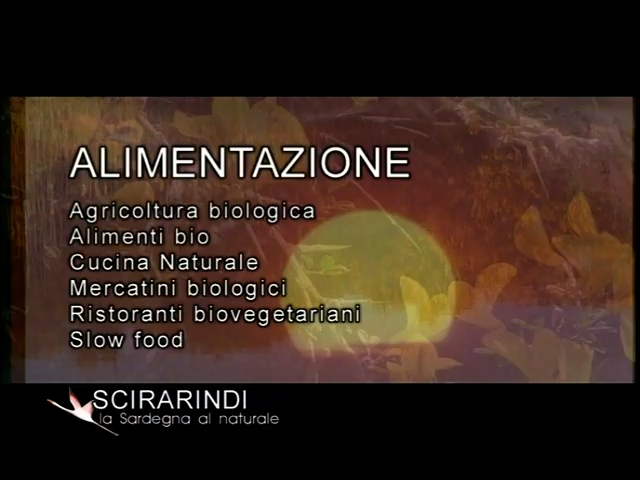 ALIMENTAZIONE
Agricoltura biologica
Alimenti bio
Cucina Naturale
Mercatini biologici
Ristoranti biovegetariani
Slow food
SCIRARINDI
la Sardegna al naturale